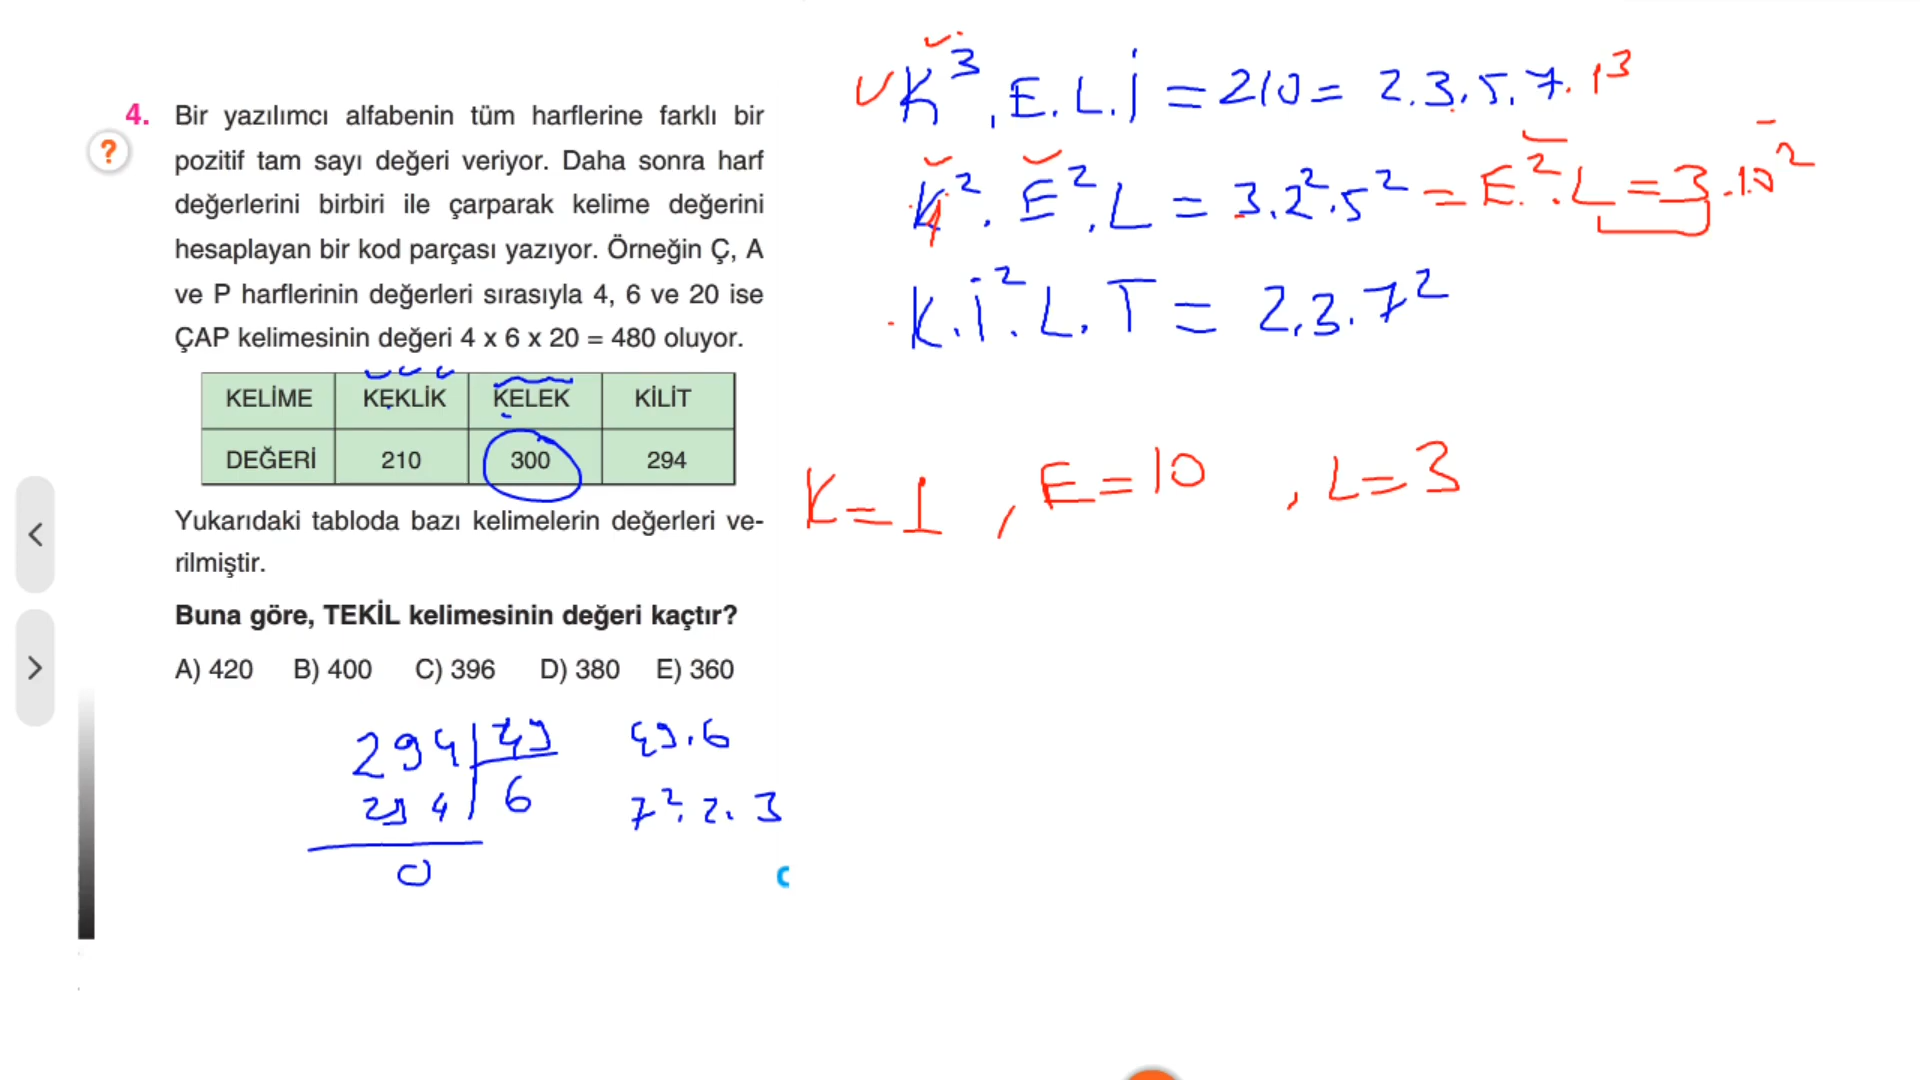 4. Bir yazılımcı alfabenin tüm harflerine farklı bir
?
pozitif tam sayı değeri veriyor. Daha sonra harf
değerlerini birbiri ile çarparak kelime değerini
hesaplayan bir kod parçası yazıyor. Örneğin Ç, A
ve P harflerinin değerleri sırasıyla 4, 6 ve 20 ise
ÇAP kelimesinin değeri 4 x 6 x 20 = 480 oluyor.
KELİME KEKLİK KELEK KİLİT
DEĞERİ 210 300 294
Yukarıdaki tabloda bazı kelimelerin değerleri ve-
rilmiştir.
Buna göre, TEKİL kelimesinin değeri kaçtır?
A) 420 B) 400 C) 396 D) 380 E) 360
294 49
294 6
0
49.6
7².2.3
K³.E.L.İ = 210 = 2.3.5.7.1³
K².E².L = 3.2².5² = E².L = 3.10²
1
K.İ².L.T = 2.3.7²
K=1, E=10, L=3